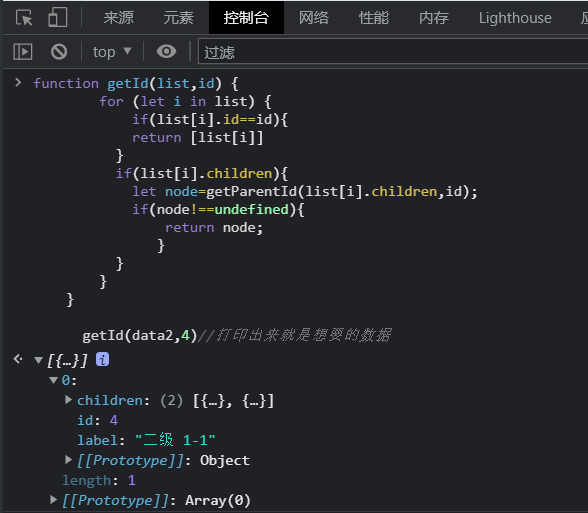 来源 元素 控制台 网络 性能 内存 Lighthouse
top ▼ 过滤
> function getId(list,id) {
for (let i in list) {
if(list[i].id==id){
return [list[i]]
}
if(list[i].children){
let node=getParentId(list[i].children,id);
if(node!==undefined){
return node;
}
}
}
}
getId(data2,4)//打印出来就是想要的数据
[{…}] i
0:
children: (2) [{…}, {…}]
id: 4
label: "二级 1-1"
[[Prototype]]: Object
length: 1
[[Prototype]]: Array(0)